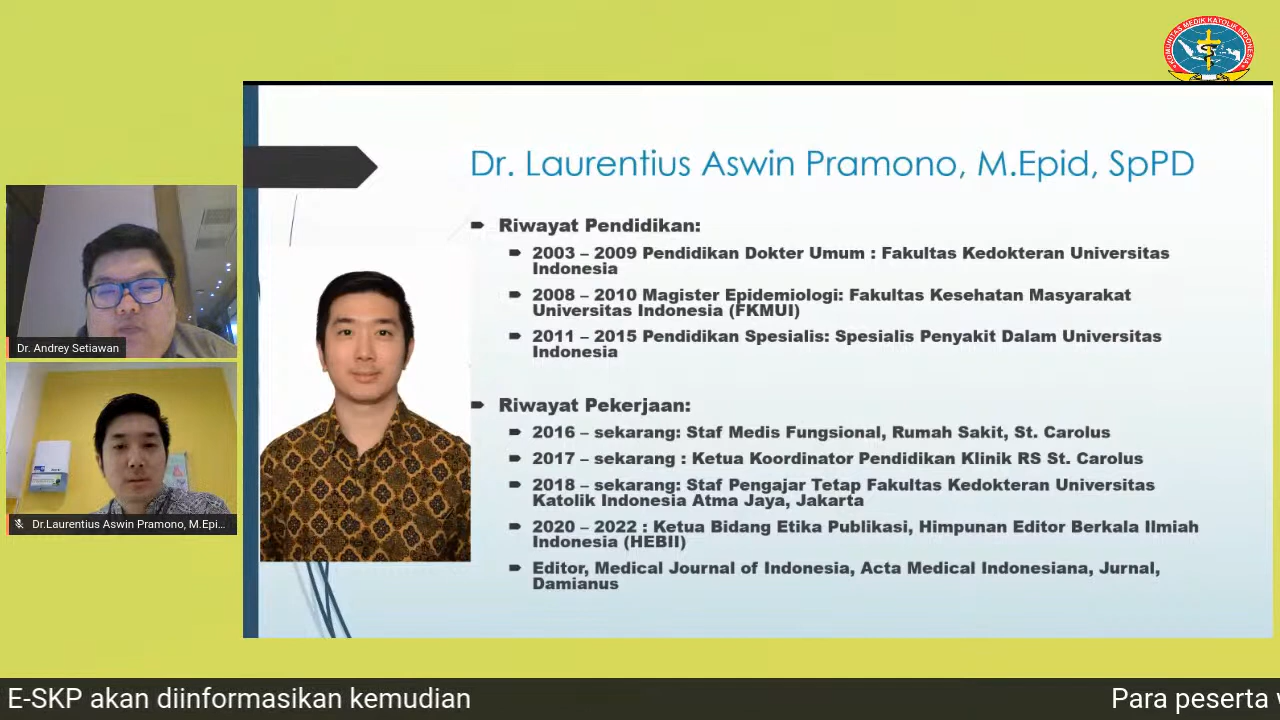 KOMUNITAS MEDIK KATOLIK INDONESIA
Dr. Laurentius Aswin Pramono, M.Epid, SpPD
Riwayat Pendidikan:
2003 – 2009 Pendidikan Dokter Umum : Fakultas Kedokteran Universitas
Indonesia
2008 – 2010 Magister Epidemiologi: Fakultas Kesehatan Masyarakat
Universitas Indonesia (FKMUI)
2011 – 2015 Pendidikan Spesialis: Spesialis Penyakit Dalam Universitas
Indonesia
Riwayat Pekerjaan:
2016 – sekarang: Staf Medis Fungsional, Rumah Sakit, St. Carolus
2017 – sekarang : Ketua Koordinator Pendidikan Klinik RS St. Carolus
2018 – sekarang: Staf Pengajar Tetap Fakultas Kedokteran Universitas
Katolik Indonesia Atma Jaya, Jakarta
2020 – 2022 : Ketua Bidang Etika Publikasi, Himpunan Editor Berkala Ilmiah
Indonesia (HEBII)
Editor, Medical Journal of Indonesia, Acta Medical Indonesiana, Jurnal,
Damianus
Dr. Andrey Setiawan
Dr.Laurentius Aswin Pramono, M.Epi...
E-SKP akan diinformasikan kemudian
Para peserta